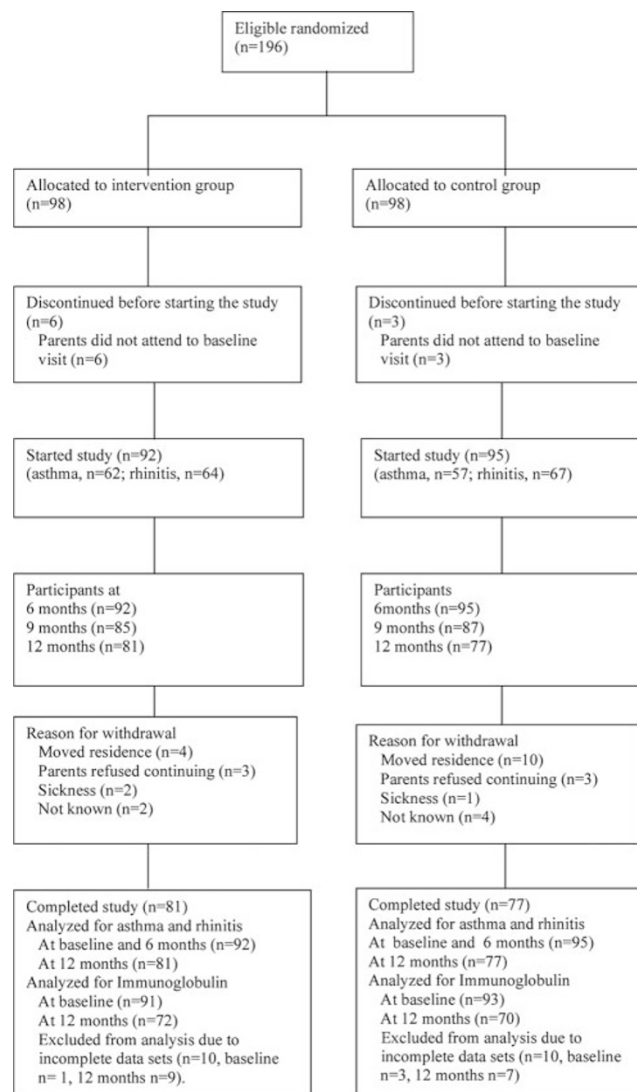 Eligible randomized
(n=196)
Allocated to intervention group
(n=98)
Allocated to control group
(n=98)
Discontinued before starting the study
(n=6)
Parents did not attend to baseline
visit (n=6)
Discontinued before starting the study
(n=3)
Parents did not attend to baseline
visit (n=3)
Started study (n=92)
(asthma, n=62; rhinitis, n=64)
Started study (n=95)
(asthma, n=57; rhinitis, n=67)
Participants at
6 months (n=92)
9 months (n=85)
12 months (n=81)
Participants
6months (n=95)
9 months (n=87)
12 months (n=77)
Reason for withdrawal
Moved residence (n=4)
Parents refused continuing (n=3)
Sickness (n=2)
Not known (n=2)
Reason for withdrawal
Moved residence (n=10)
Parents refused continuing (n=3)
Sickness (n=1)
Not known (n=4)
Completed study (n=81)
Analyzed for asthma and rhinitis
At baseline and 6 months (n=92)
At 12 months (n=81)
Analyzed for Immunoglobulin
At baseline (n=91)
At 12 months (n=72)
Excluded from analysis due to
incomplete data sets (n=10, baseline
n= 1, 12 months n=9).
Completed study (n=77)
Analyzed for asthma and rhinitis
At baseline and 6 months (n=95)
At 12 months (n=77)
Analyzed for Immunoglobulin
At baseline (n=93)
At 12 months (n=70)
Excluded from analysis due to
incomplete data sets (n=10, baseline
n=3, 12 months n=7)